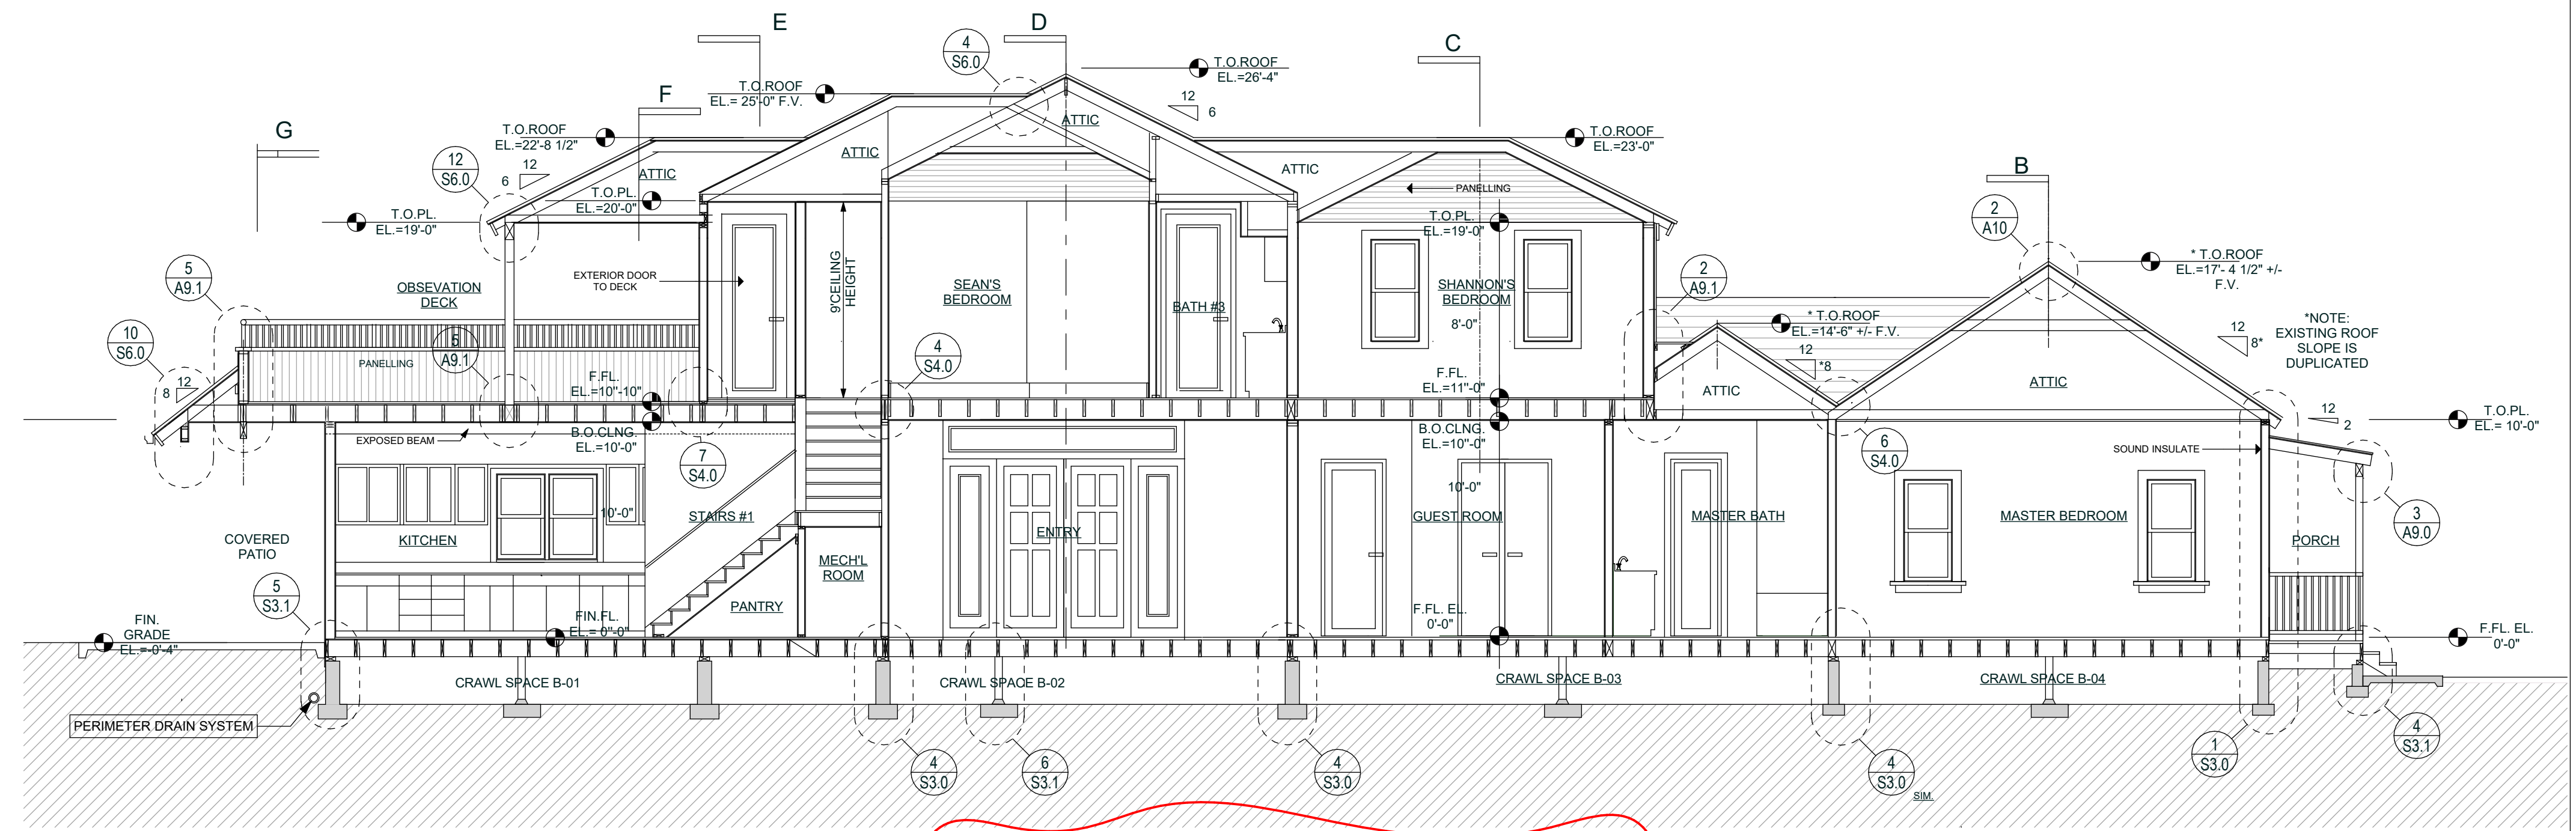 E
D
C
F
G
B
4
S6.0
T.O.ROOF
EL.=26'-4"
T.O.ROOF
EL.= 25'-0" F.V.
12
6
T.O.ROOF
EL.=22'-8 1/2"
T.O.ROOF
EL.=23'-0"
12
S6.0
12
6
ATTIC
ATTIC
ATTIC
ATTIC
T.O.PL.
EL.=20'-0"
PANELLING
T.O.PL.
EL.=19'-0"
T.O.PL.
EL.=19'-0"
2
A10
* T.O.ROOF
EL.=17'- 4 1/2" +/-
F.V.
5
A9.1
EXTERIOR DOOR
TO DECK
9'CEILING
HEIGHT
OBSEVATION
DECK
SEAN'S
BEDROOM
BATH #3
SHANNON'S
BEDROOM
8'-0"
2
A9.1
* T.O.ROOF
EL.=14'-6" +/- F.V.
12
8*
*NOTE:
EXISTING ROOF
SLOPE IS
DUPLICATED
10
S6.0
5
A9.1
PANELLING
4
S4.0
12
*8
12
8
F.FL.
EL.=10"-10"
F.FL.
EL.=11"-0"
ATTIC
ATTIC
12
2
T.O.PL.
EL.= 10'-0"
EXPOSED BEAM
B.O.CLNG.
EL.=10'-0"
B.O.CLNG.
EL.=10"-0"
7
S4.0
6
S4.0
SOUND INSULATE
10'-0"
10'-0"
COVERED
PATIO
KITCHEN
STAIRS #1
ENTRY
GUEST ROOM
MASTER BATH
MASTER BEDROOM
PORCH
3
A9.0
MECH'L
ROOM
PANTRY
5
S3.1
FIN.
GRADE
EL.=-0'-4"
FIN.FL.
EL.= 0"-0"
F.FL. EL.
0'-0"
F.FL. EL.
0'-0"
CRAWL SPACE B-01
CRAWL SPACE B-02
CRAWL SPACE B-03
CRAWL SPACE B-04
PERIMETER DRAIN SYSTEM
4
S3.0
6
S3.1
4
S3.0
4
S3.0
SIM.
1
S3.0
4
S3.1